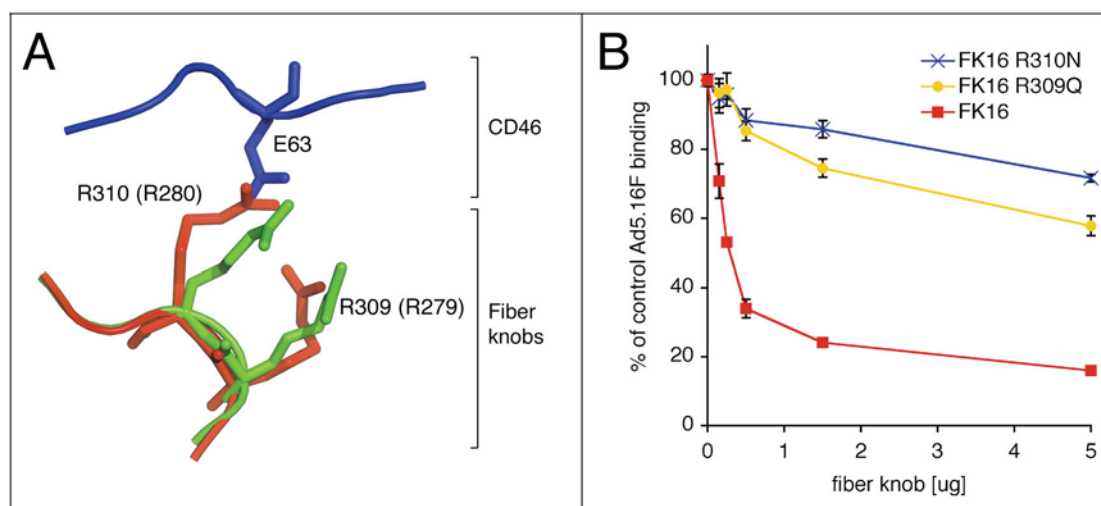 A
E63
CD46
R310 (R280)
R309 (R279)
Fiber
knobs
B
FK16 R310N
FK16 R309Q
FK16
% of control Ad5.16F binding
100
80
60
40
20
0
0 1 2 3 4 5
fiber knob [ug]